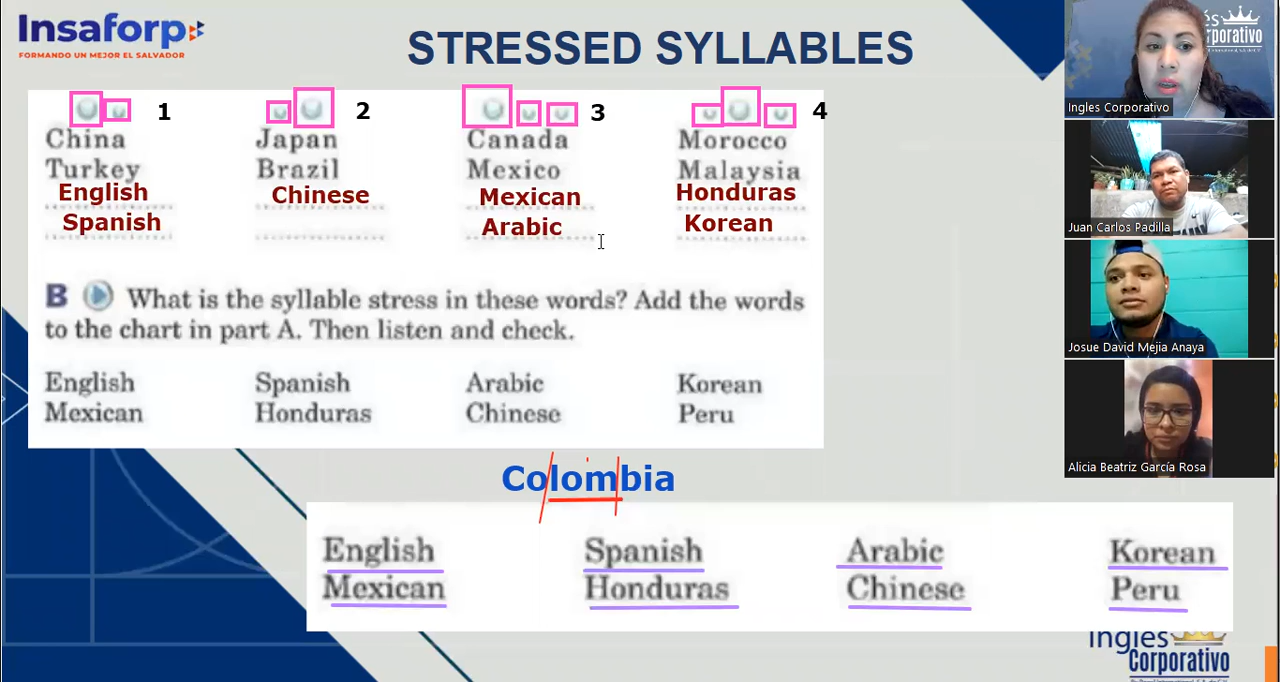 Insaforp
FORMANDO UN MEJOR EL SALVADOR
STRESSED SYLLABLES
1 2 3 4
China Japan Canada Morocco
Turkey Brazil Mexico Malaysia
English Chinese Mexican Honduras
Spanish Arabic Korean
B What is the syllable stress in these words? Add the words
to the chart in part A. Then listen and check.
English Spanish Arabic Korean
Mexican Honduras Chinese Peru
Colombia
English Spanish Arabic Korean
Mexican Honduras Chinese Peru
Ingles
Corporativo
Ingles Corporativo
Juan Carlos Padilla
Josue David Mejia Anaya
Alicia Beatriz García Rosa